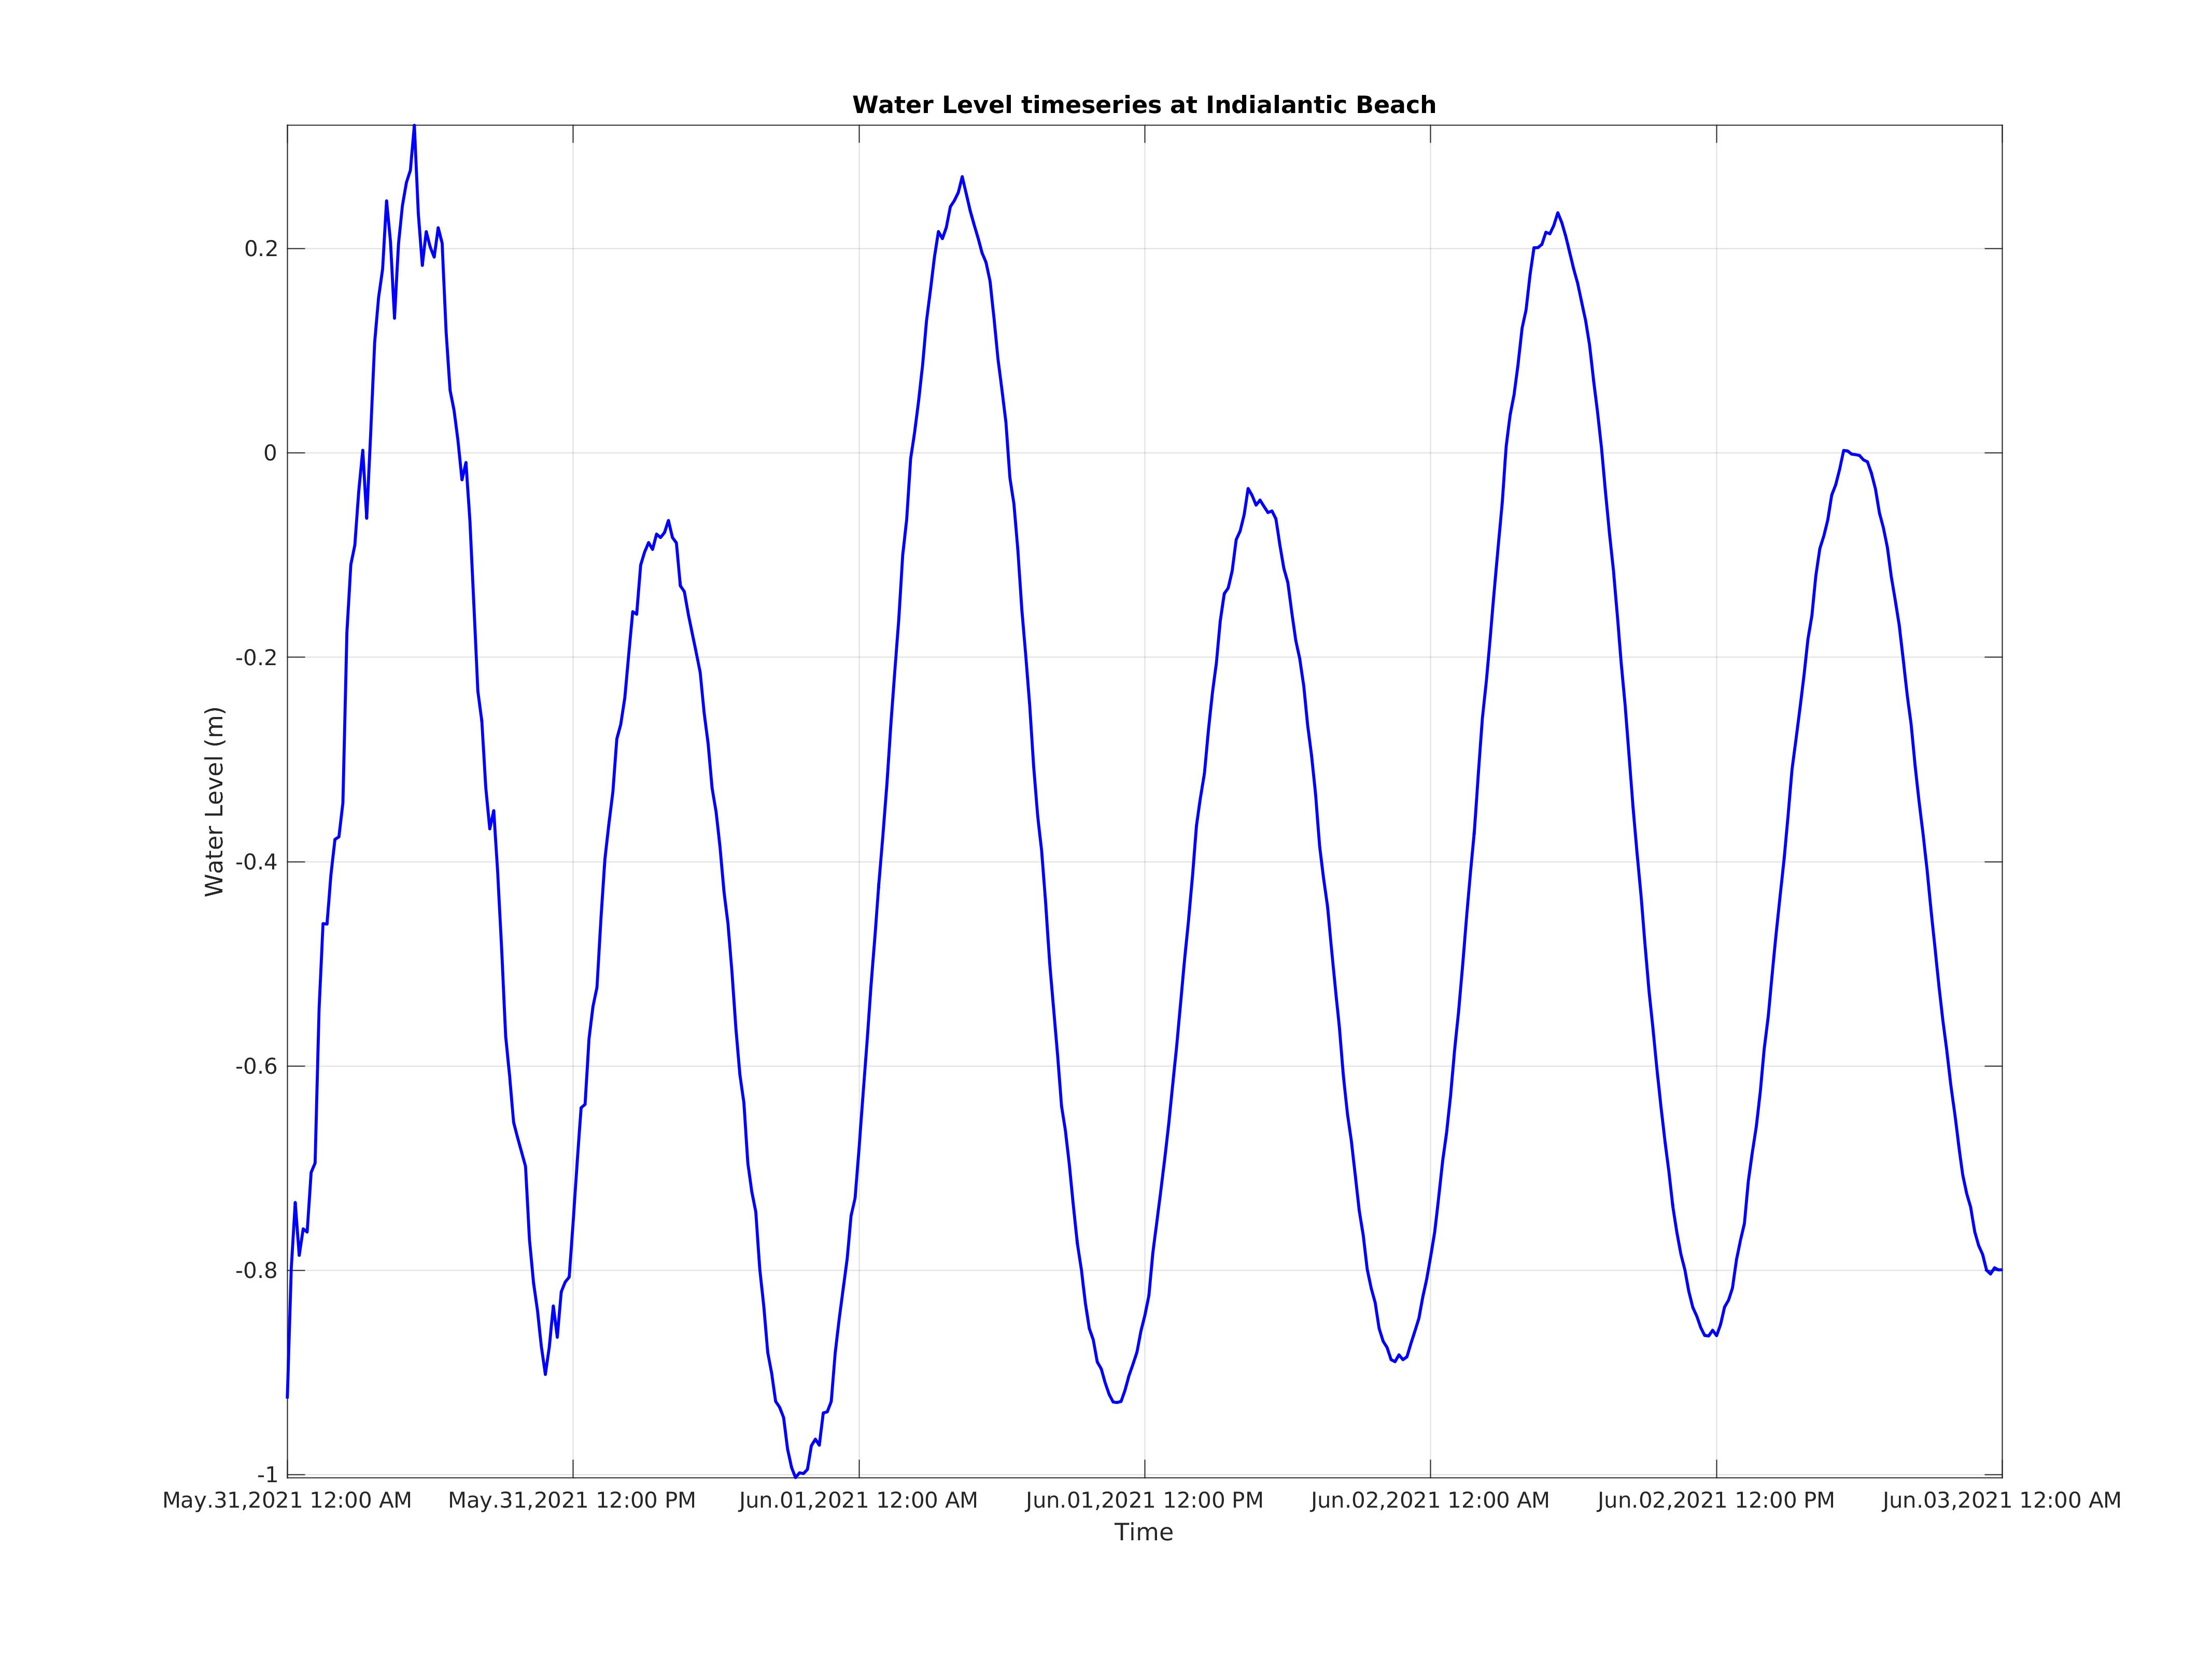 Water Level timeseries at Indialantic Beach
0.2
0
-0.2
-0.4
-0.6
-0.8
-1
Water Level (m)
May.31,2021 12:00 AM
May.31,2021 12:00 PM
Jun.01,2021 12:00 AM
Jun.01,2021 12:00 PM
Jun.02,2021 12:00 AM
Jun.02,2021 12:00 PM
Jun.03,2021 12:00 AM
Time